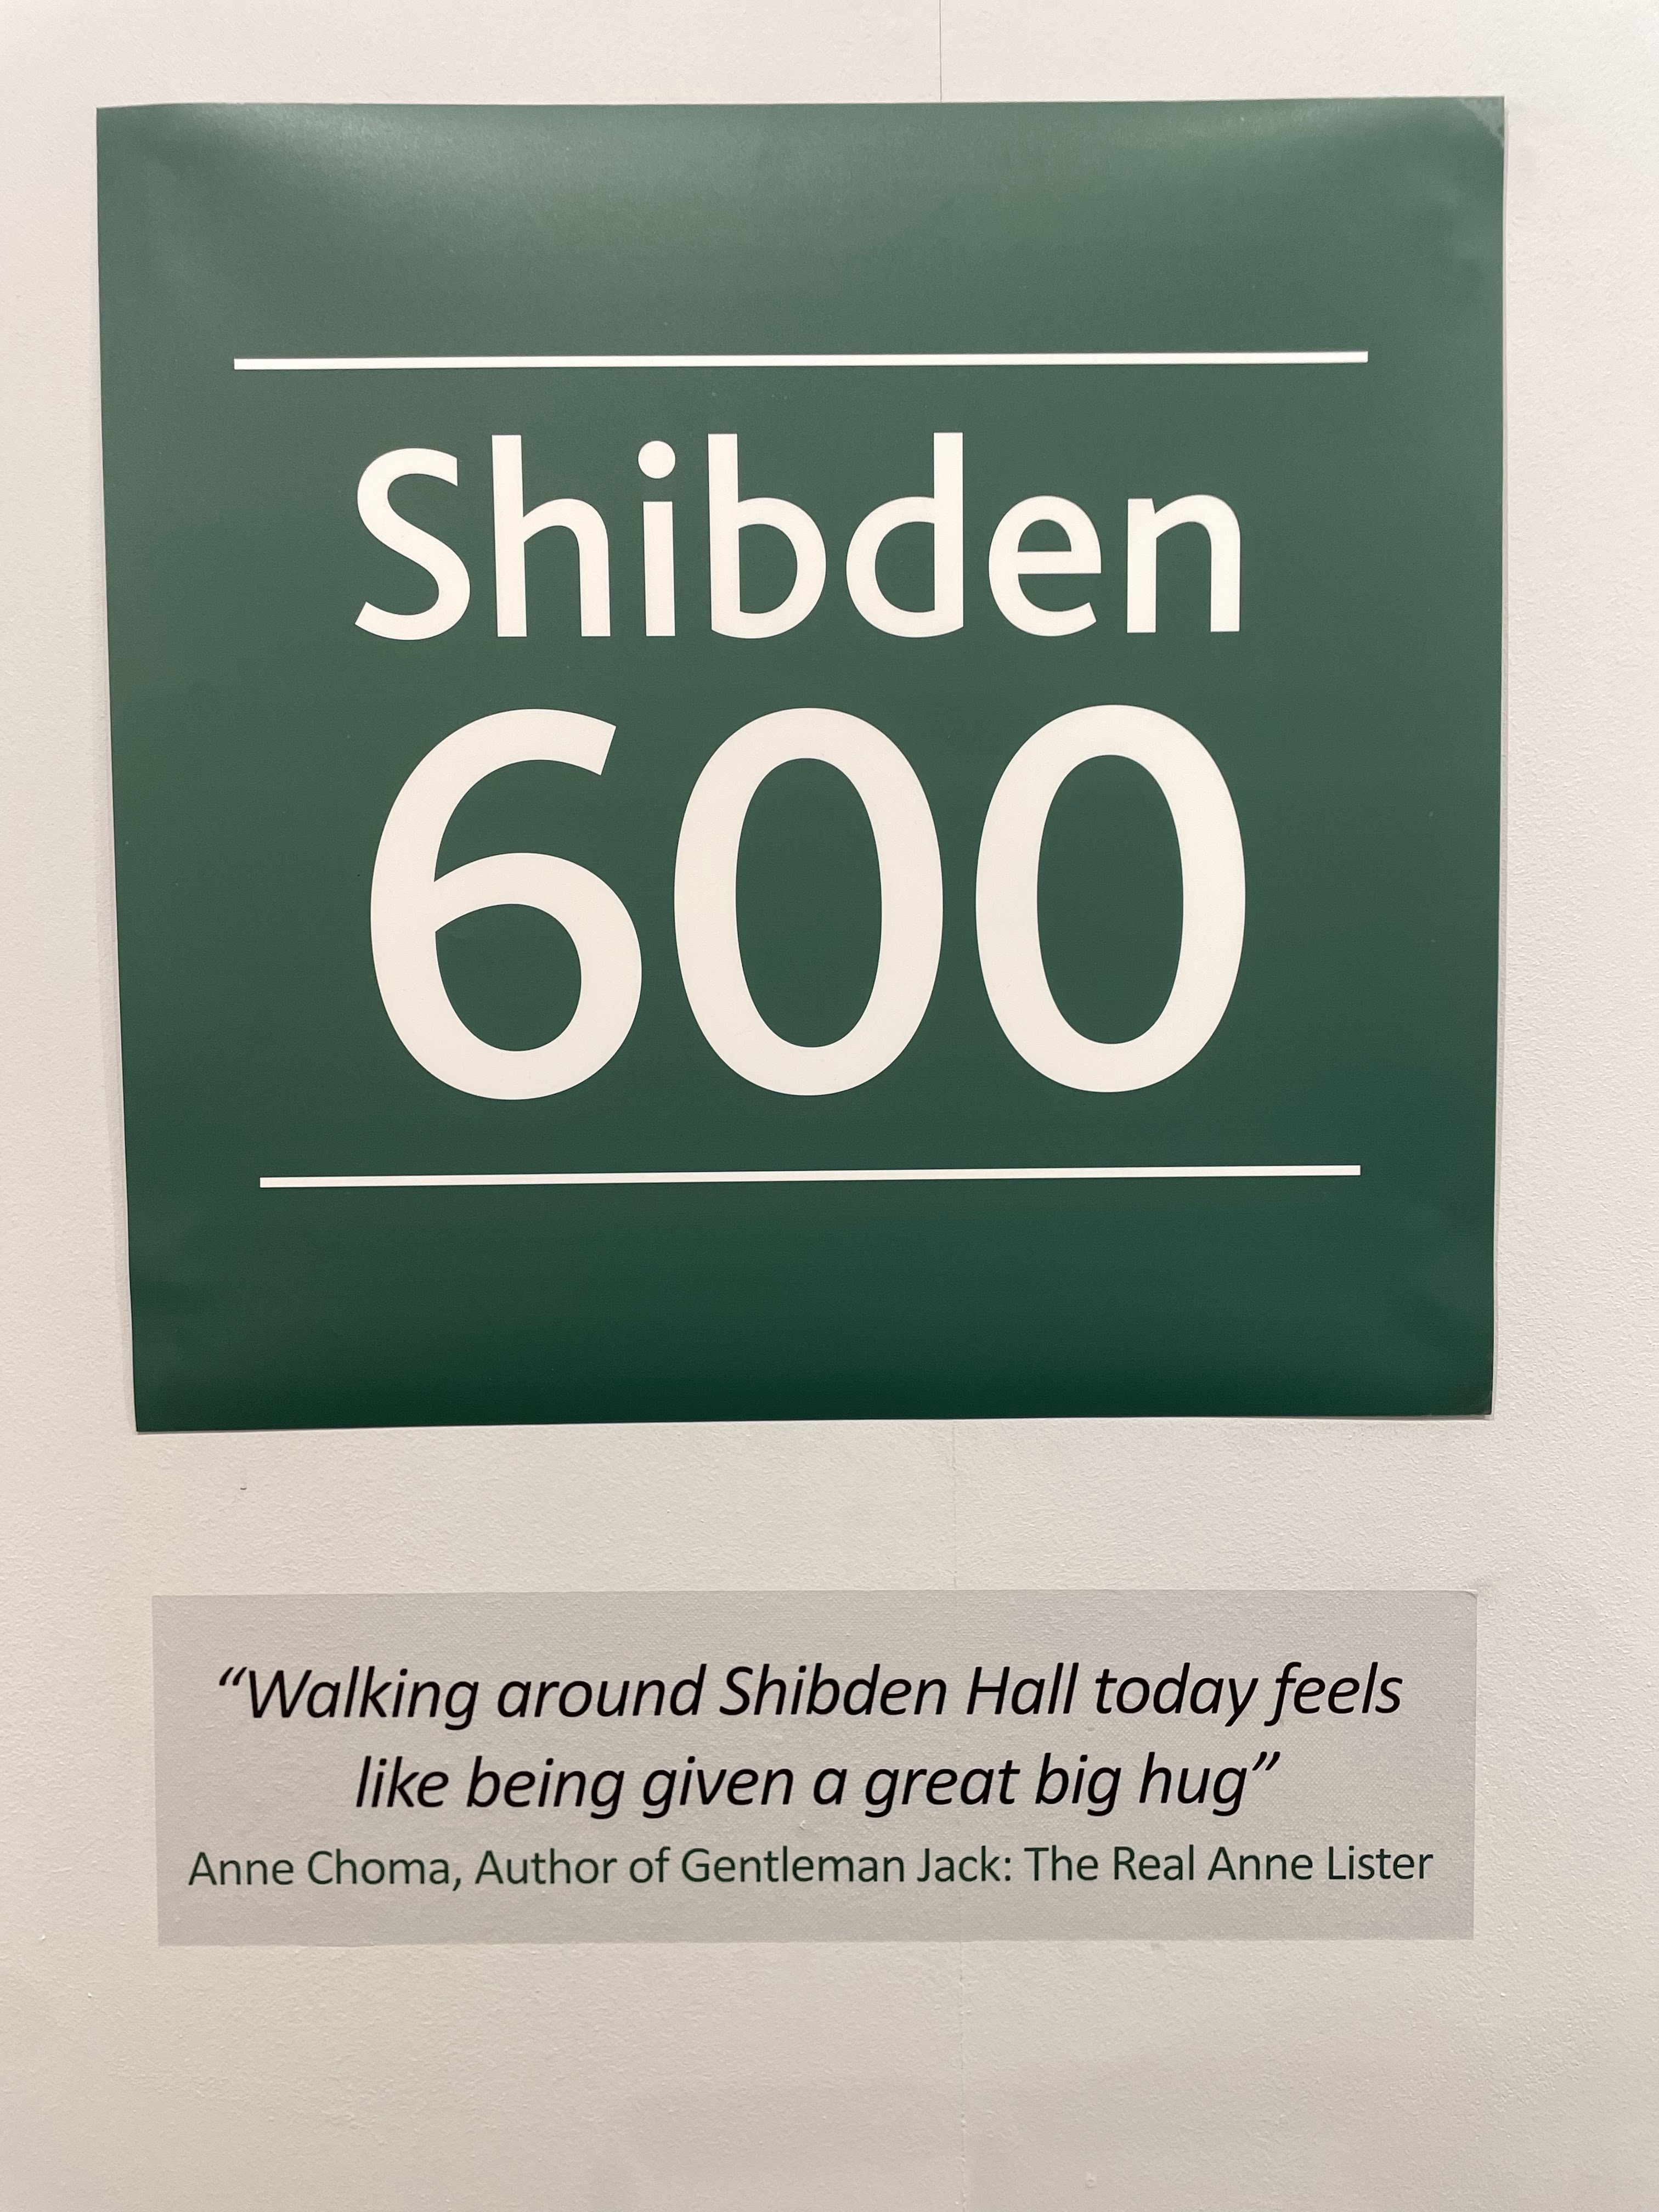 Shibden
600
“Walking around Shibden Hall today feels
like being given a great big hug”
Anne Choma, Author of Gentleman Jack: The Real Anne Lister